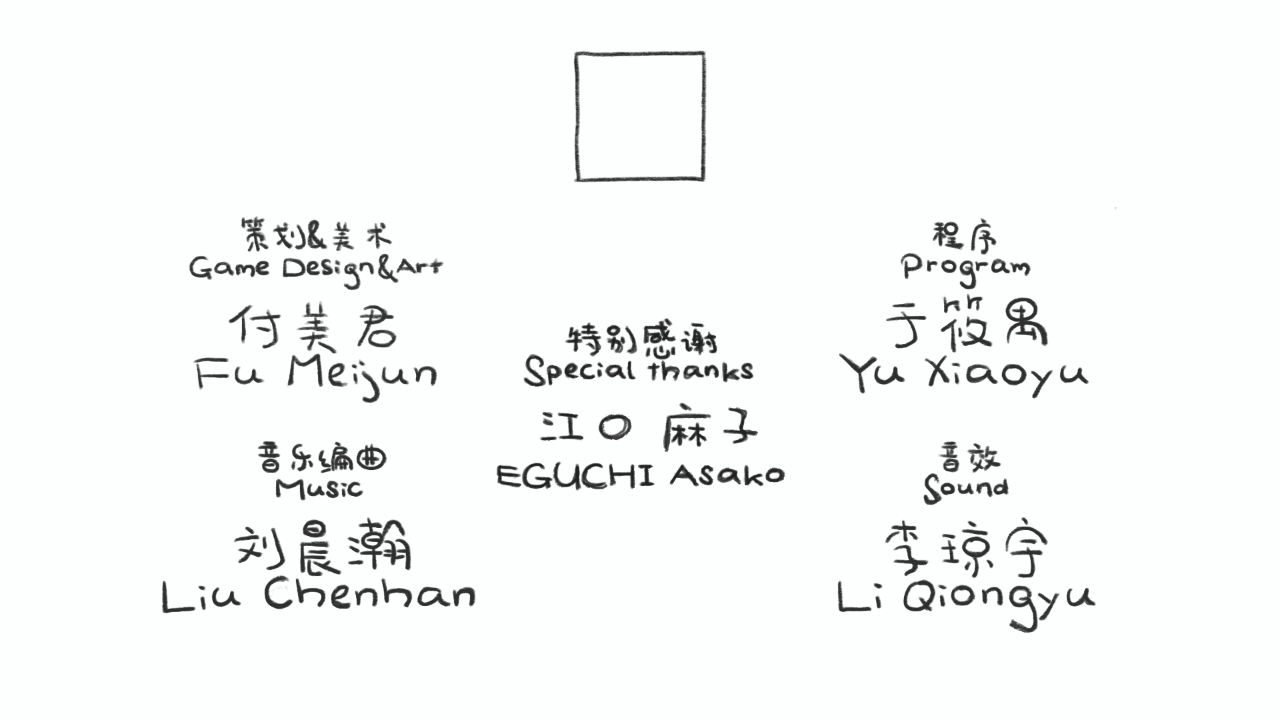 策划&美术
Game Design&Art
付美君
Fu Meijun
音乐编曲
Music
刘晨瀚
Liu Chenhan
特别感谢
Special thanks
江口 麻子
EGUCHI Asako
程序
Program
于筱禺
Yu Xiaoyu
音效
Sound
李琼宇
Li Qiongyu